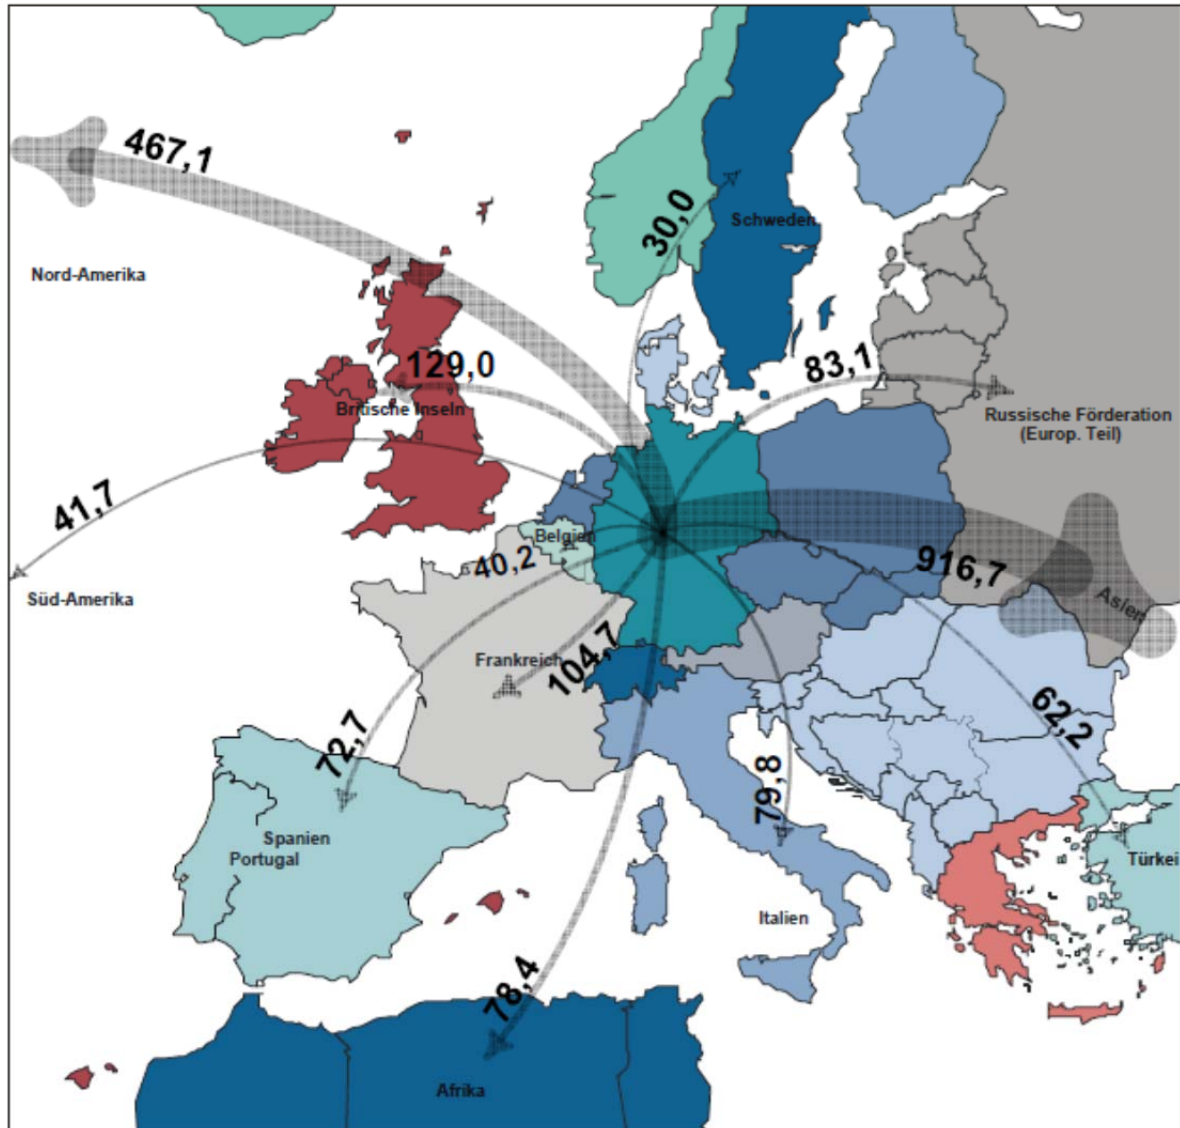 467,1
30,0
Schweden
Nord-Amerika
129,0
83,1
Britische Inseln
Russische Förderation
(Europ. Teil)
41,7
Belgien
40,2
916,7
Süd-Amerika
Asien
Frankreich
104,7
62,2
72,7
79,8
Spanien
Portugal
Türkei
Italien
78,4
Afrika